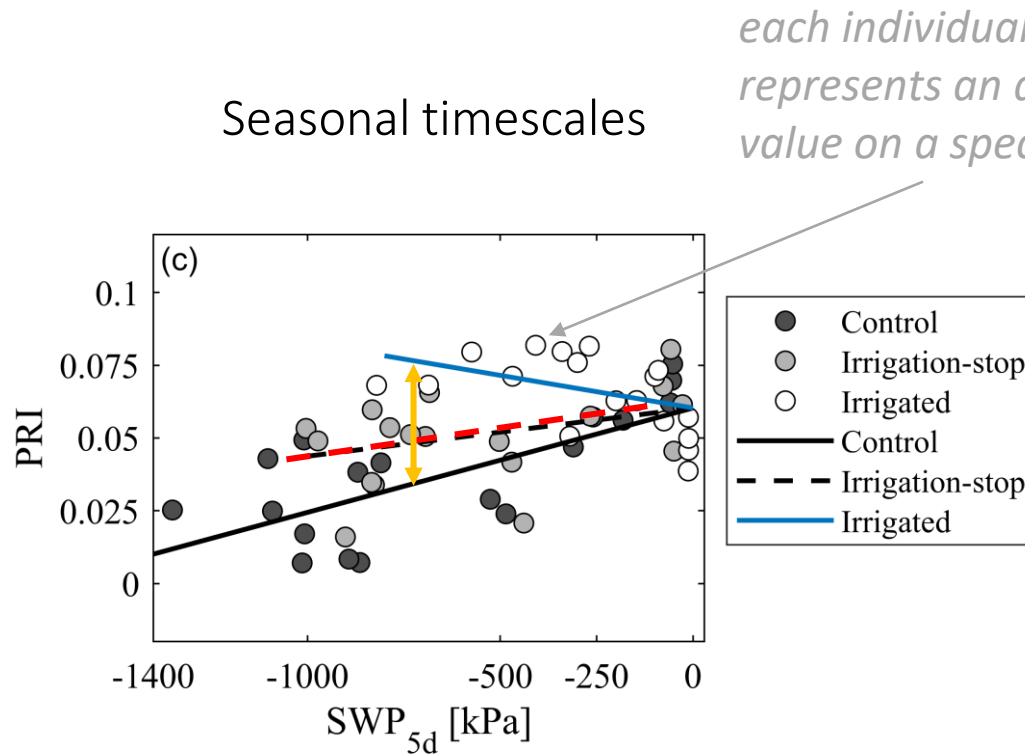 each individual
represents an
value on a
Seasonal timescales
(c)
0.1
0.075
0.05
0.025
0
PRI
-1400 -1000 -500 -250 0
SWP5d [kPa]
Control
Irrigation-stop
Irrigated
Control
Irrigation-stop
Irrigated